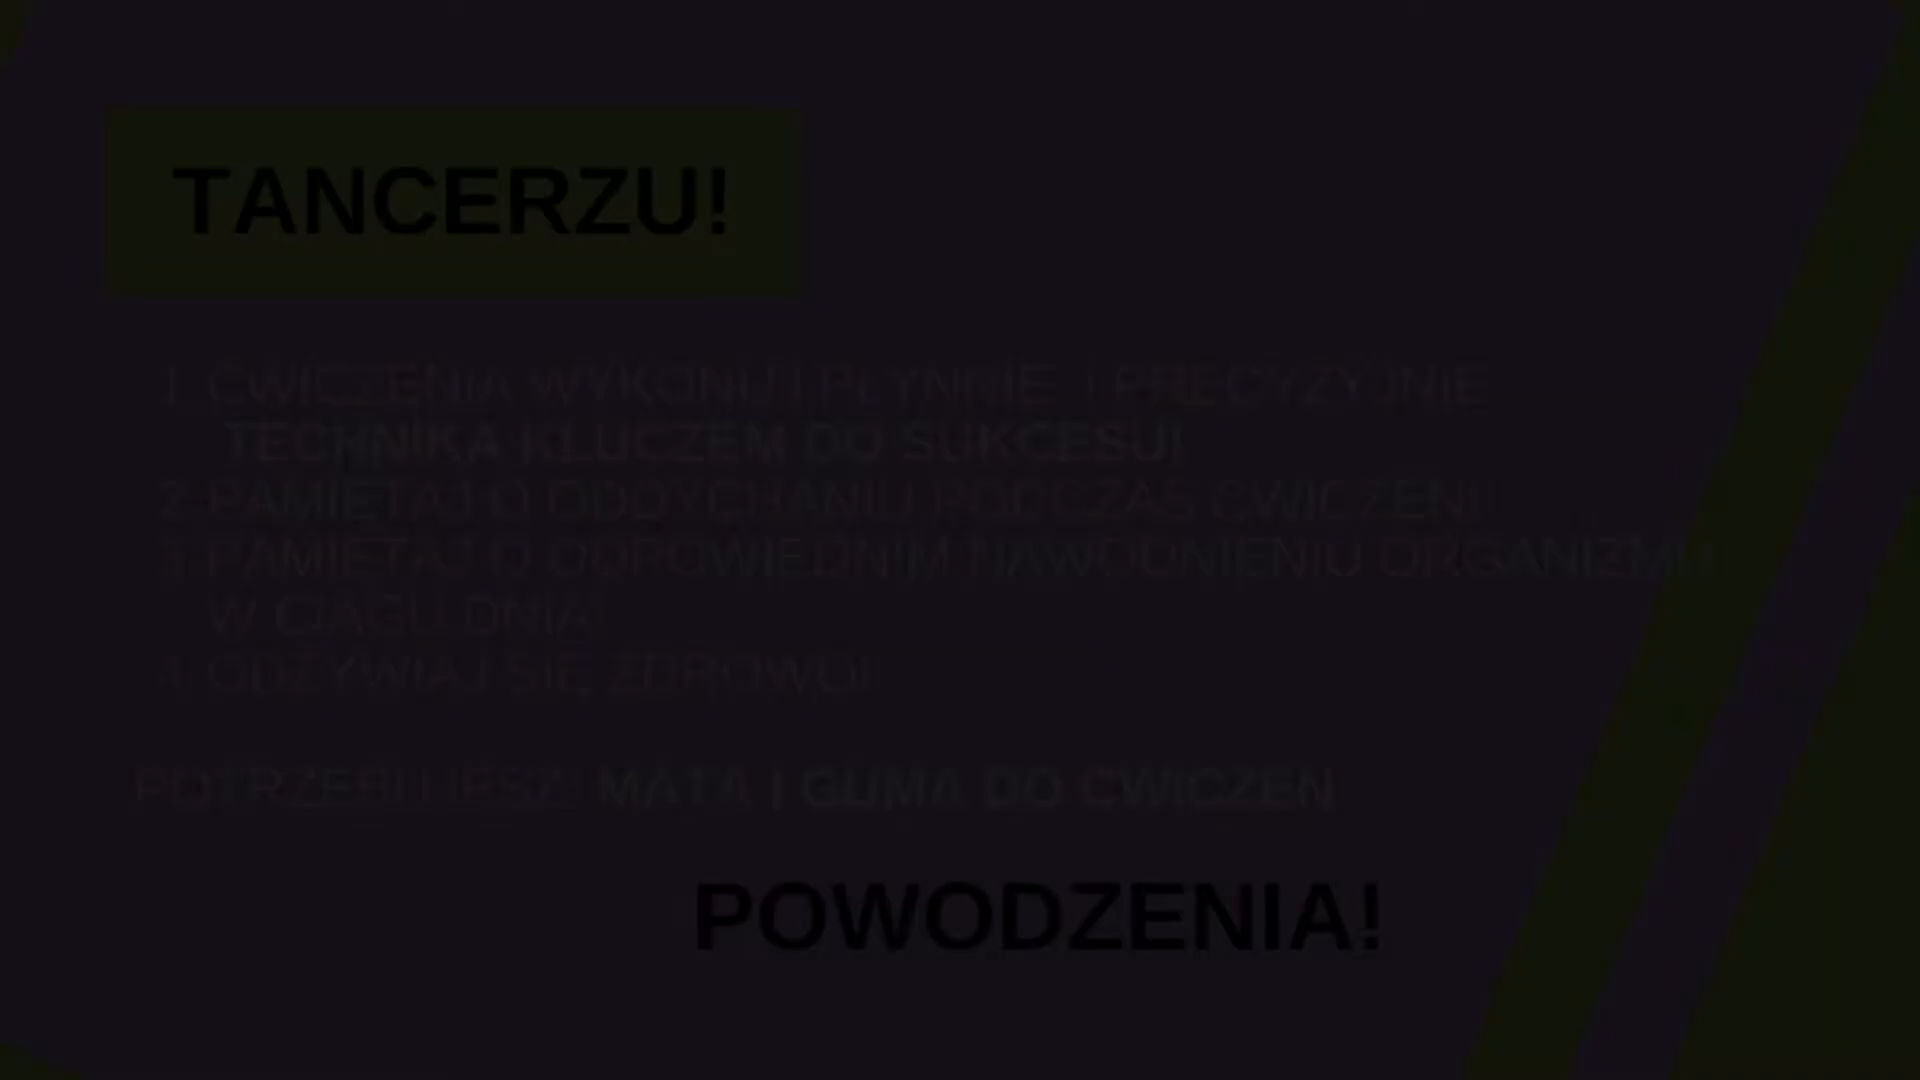 TANCERZU!
1. ĆWICZENIA WYKONUJ PŁYNNIE I PRECYZYJNIE
TECHNIKA KLUCZEM DO SUKCESU!
2. PAMIĘTAJ O ODDYCHANIU PODCZAS ĆWICZEŃ!
3. PAMIĘTAJ O ODPOWIEDNIM NAWODNIENIU ORGANIZMU
W CIĄGU DNIA!
4. ODŻYWIAJ SIĘ ZDROWO!
POTRZEBUJESZ: MATA I GUMA DO ĆWICZEŃ
POWODZENIA!